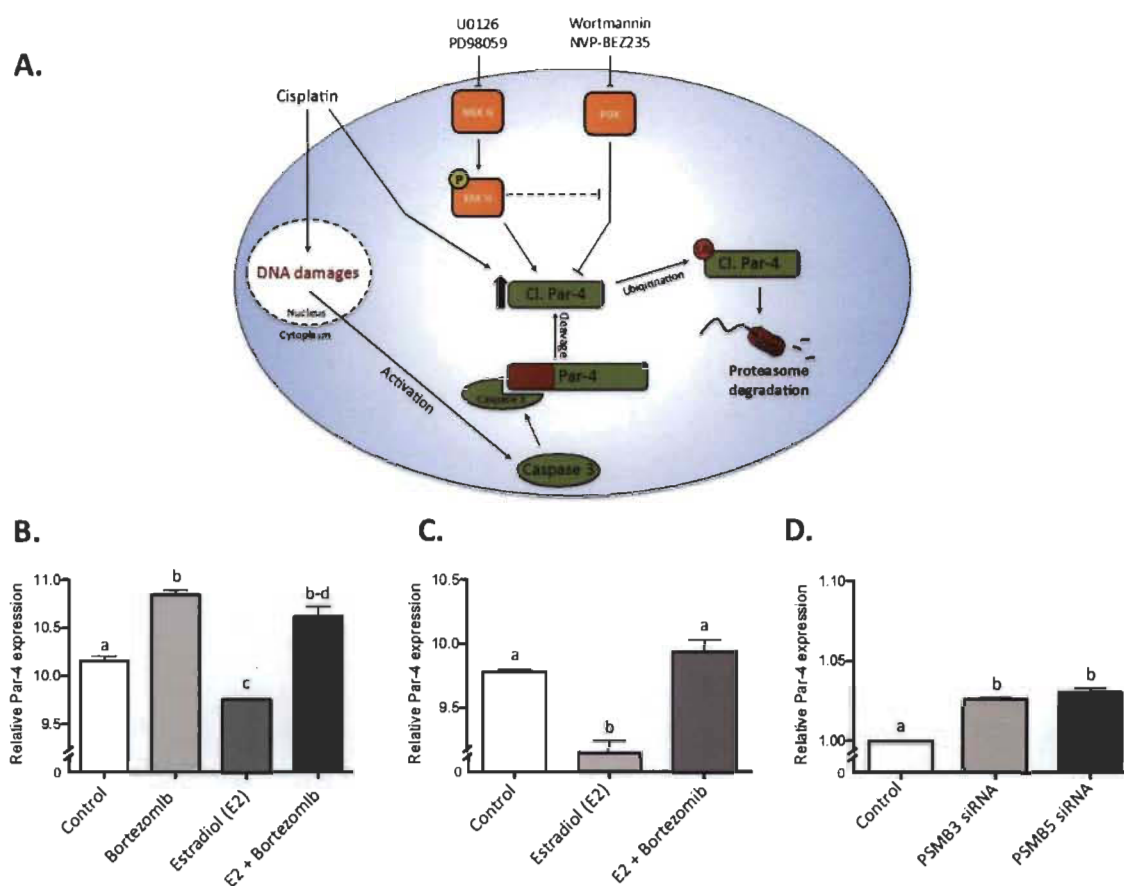 A.
U0126
PD98059
Wortmannin
NVP-BEZ235
Cisplatin
P
DNA damages
Nucleus
Cytoplasm
Activation
Cl. Par-4
Ubiqitination
Cl. Par-4
Cleavage
Par-4
Caspase 3
Proteasome
degradation
B.
Relative Par-4 expression
11.0
10.5
10.0
9.5
0
a
b
c
b-d
Control
Bortezomib
Estradiol (E2)
E2 + Bortezomib
C.
Relative Par-4 expression
10.5
10.0
9.5
0
a
b
a
Control
Estradiol (E2)
E2 + Bortezomib
D.
Relative Par-4 expression
1.10
1.05
1.00
0
a
b
b
Control
PSMB3 siRNA
PSMB5 siRNA